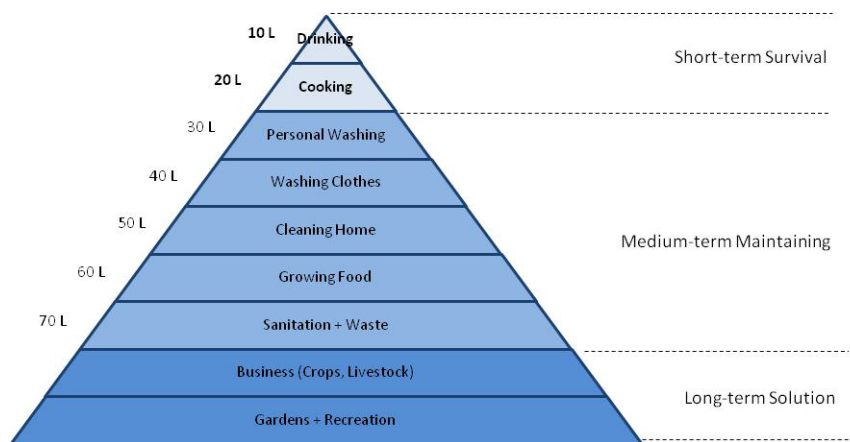 10 L
Drinking
Short-term Survival
20 L
Cooking
30 L
Personal Washing
40 L
Washing Clothes
50 L
Cleaning Home
Medium-term Maintaining
60 L
Growing Food
70 L
Sanitation + Waste
Business (Crops, Livestock)
Long-term Solution
Gardens + Recreation